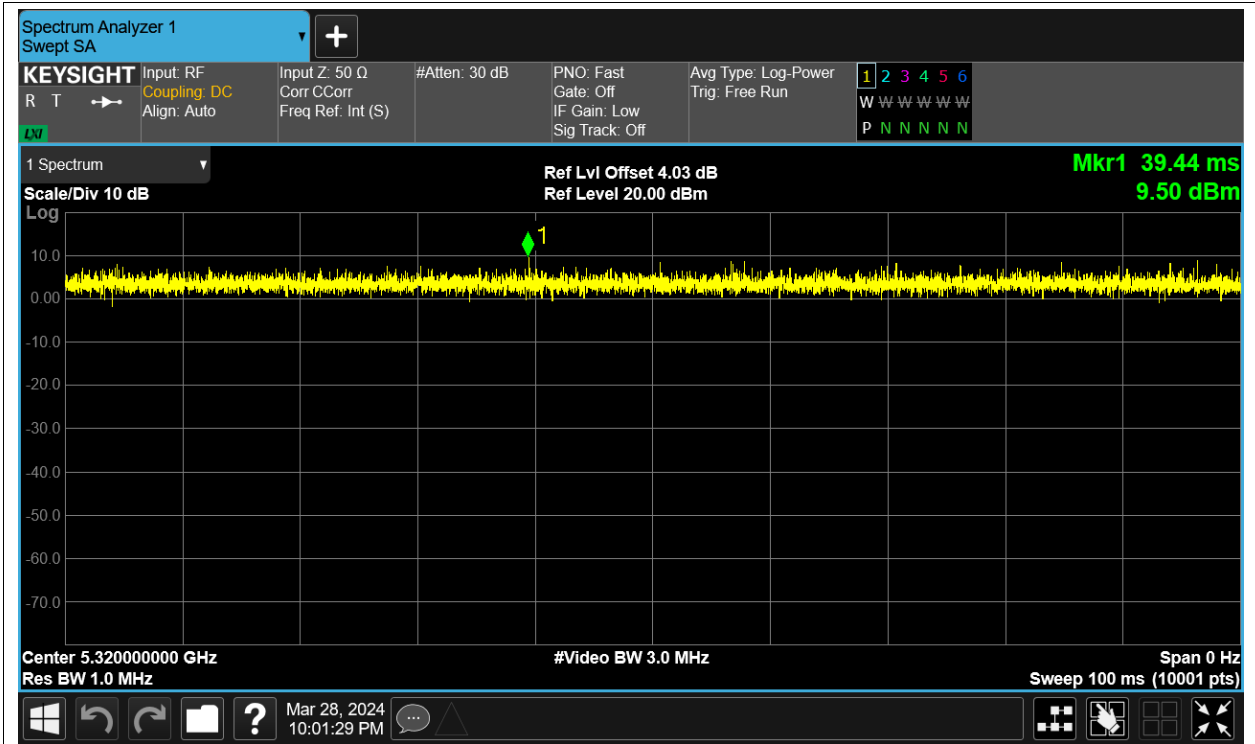 Spectrum Analyzer 1
Swept SA
KEYSIGHT
R T
LXI
Input: RF
Coupling: DC
Align: Auto
Input Z: 50 Ω
Corr CCorr
Freq Ref: Int (S)
#Atten: 30 dB
PNO: Fast
Gate: Off
IF Gain: Low
Sig Track: Off
Avg Type: Log-Power
Trig: Free Run
1 2 3 4 5 6
W W W W W W
P N N N N N
1 Spectrum
Scale/Div 10 dB
Log
Ref Lvl Offset 4.03 dB
Ref Level 20.00 dBm
Mkr1 39.44 ms
9.50 dBm
1
10.0
0.00
-10.0
-20.0
-30.0
-40.0
-50.0
-60.0
-70.0
Center 5.320000000 GHz
Res BW 1.0 MHz
#Video BW 3.0 MHz
Span 0 Hz
Sweep 100 ms (10001 pts)
?
Mar 28, 2024
10:01:29 PM